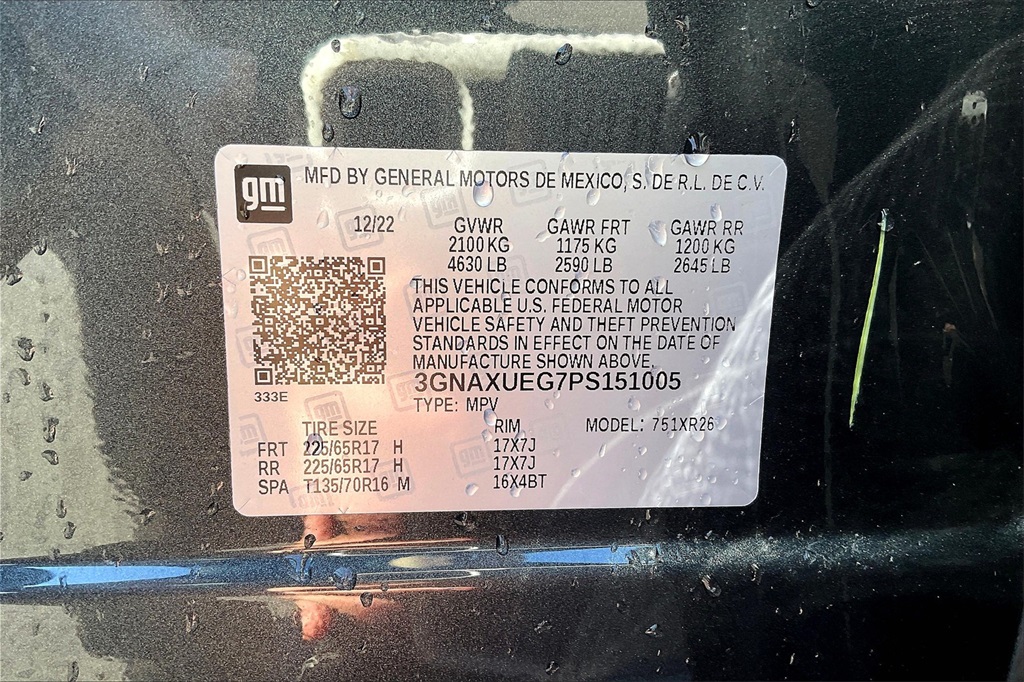 gm MFD BY GENERAL MOTORS DE MEXICO, S. DE R.L. DE C.V.
12/22 GVWR GAWR FRT GAWR RR
2100 KG 1175 KG 1200 KG
4630 LB 2590 LB 2645 LB
THIS VEHICLE CONFORMS TO ALL
APPLICABLE U.S. FEDERAL MOTOR
VEHICLE SAFETY AND THEFT PREVENTION
STANDARDS IN EFFECT ON THE DATE OF
MANUFACTURE SHOWN ABOVE.
3GNAXUEG7PS151005
333E
TYPE: MPV
TIRE SIZE RIM MODEL: 751XR26
FRT 225/65R17 H 17X7J
RR 225/65R17 H 17X7J
SPA T135/70R16 M 16X4BT